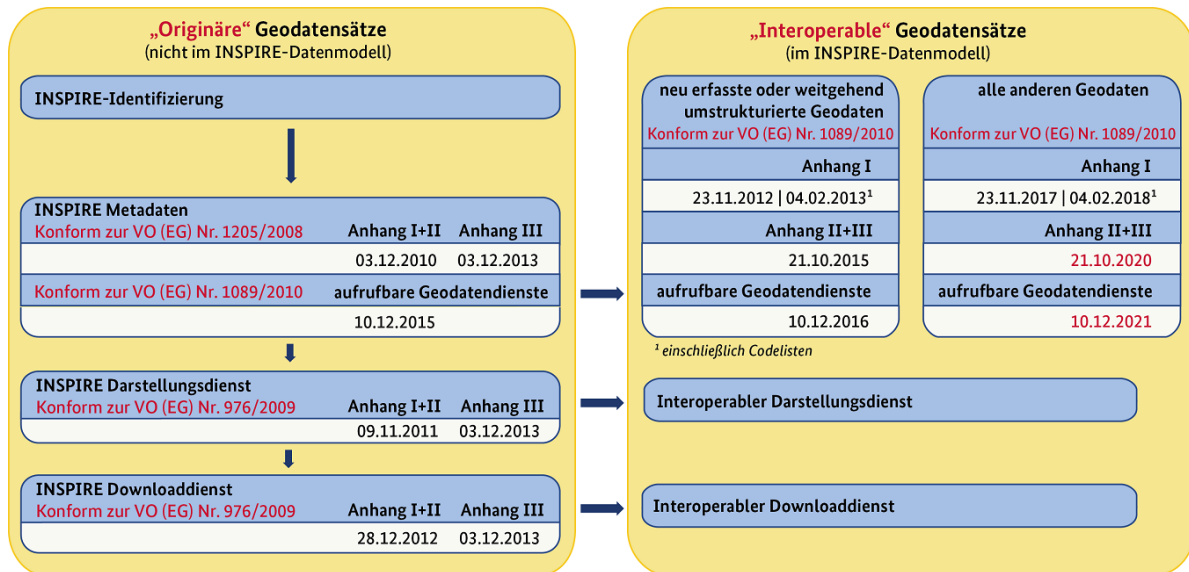 „Originäre“ Geodatensätze
(nicht im INSPIRE-Datenmodell)
INSPIRE-Identifizierung
INSPIRE Metadaten
Konform zur VO (EG) Nr. 1205/2008 Anhang I+II Anhang III
03.12.2010 03.12.2013
Konform zur VO (EG) Nr. 1089/2010 aufrufbare Geodatendienste
10.12.2015
INSPIRE Darstellungsdienst
Konform zur VO (EG) Nr. 976/2009 Anhang I+II Anhang III
09.11.2011 03.12.2013
INSPIRE Downloaddienst
Konform zur VO (EG) Nr. 976/2009 Anhang I+II Anhang III
28.12.2012 03.12.2013
„Interoperable“ Geodatensätze
(im INSPIRE-Datenmodell)
neu erfasste oder weitgehend
umstrukturierte Geodaten
Konform zur VO (EG) Nr. 1089/2010
Anhang I
23.11.2012 | 04.02.2013¹
Anhang II+III
21.10.2015
aufrufbare Geodatendienste
10.12.2016
alle anderen Geodaten
Konform zur VO (EG) Nr. 1089/2010
Anhang I
23.11.2017 | 04.02.2018¹
Anhang II+III
21.10.2020
aufrufbare Geodatendienste
10.12.2021
¹ einschließlich Codelisten
Interoperabler Darstellungsdienst
Interoperabler Downloaddienst